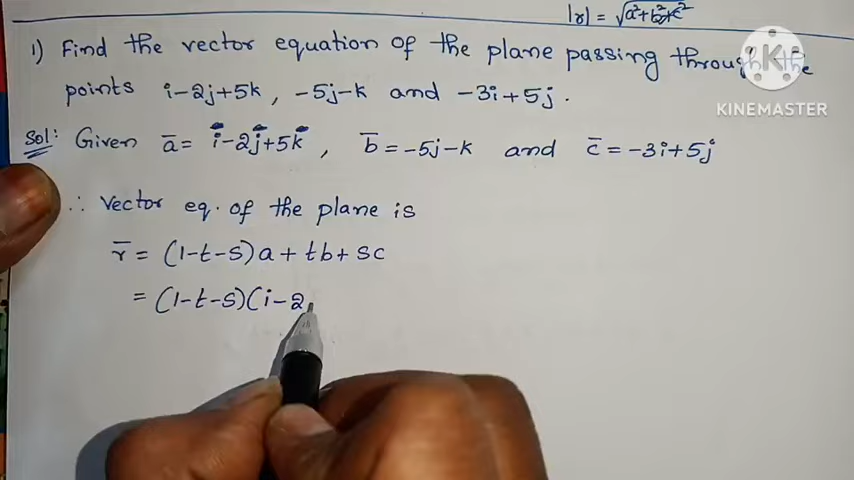 |r| = √a²+b²+c²
1) Find the vector equation of the plane passing through the
points i-2j+5k, -5j-k and -3i+5j.
Sol: Given a̅ = i-2j+5k, b̅ = -5j-k and c̅ = -3i+5j
∴ Vector eq. of the plane is
r̅ = (1-t-s)a + tb + sc
= (1-t-s)(i-2
K
KINEMASTER